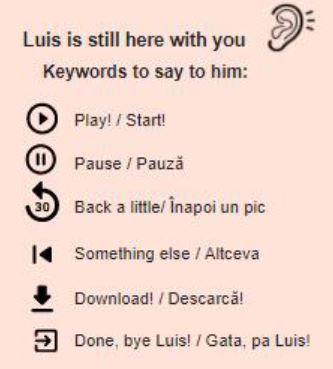 Luis is still here with you
Keywords to say to him:
Play! / Start!
Pause / Pauză
30
Back a little/ Înapoi un pic
Something else / Altceva
Download! / Descarcă!
Done, bye Luis! / Gata, pa Luis!